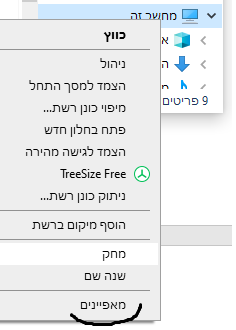 מחשב זה
א
ה
9 פריטים
כווץ
ניהול
הצמד למסך התחל
מיפוי כונן רשת...
פתח בחלון חדש
הצמד לגישה מהירה
TreeSize Free
ניתוק כונן רשת...
הוסף מיקום ברשת
מחק
שנה שם
מאפיינים